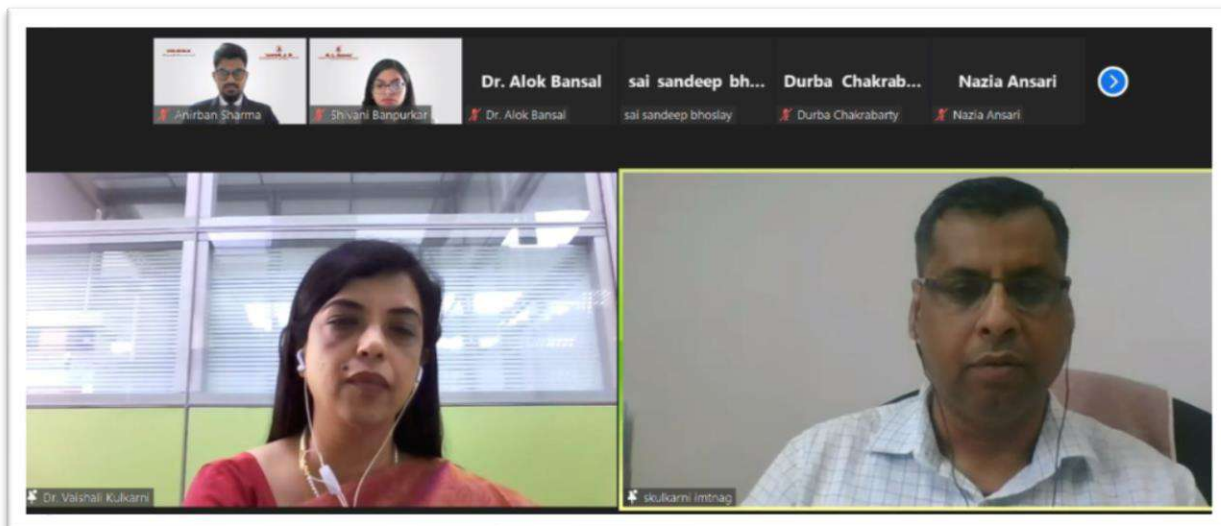 Dr. Alok Bansal
sai sandeep bh...
Durba Chakrab...
Nazia Ansari
Anirban Sharma
Shivani Banpurkar
Dr. Alok Bansal
sai sandeep bhoslay
Durba Chakrabarty
Nazia Ansari
Dr. Vaishali Kulkarni
skulkarni imtnag